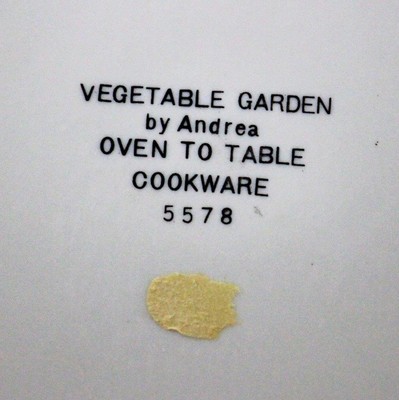 VEGETABLE GARDEN
by Andrea
OVEN TO TABLE
COOKWARE
5578